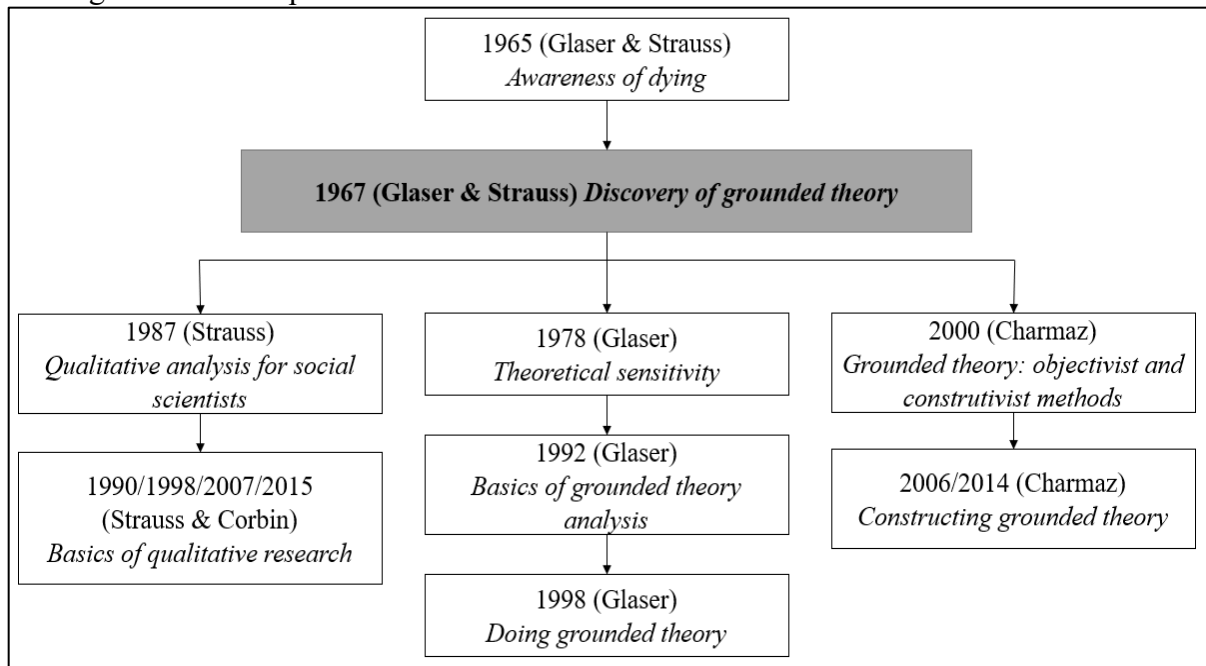 1965 (Glaser & Strauss)
Awareness of dying
1967 (Glaser & Strauss) Discovery of grounded theory
1987 (Strauss)
Qualitative analysis for social
scientists
1990/1998/2007/2015
(Strauss & Corbin)
Basics of qualitative research
1978 (Glaser)
Theoretical sensitivity
1992 (Glaser)
Basics of grounded theory
analysis
1998 (Glaser)
Doing grounded theory
2000 (Charmaz)
Grounded theory: objectivist and
construtivist methods
2006/2014 (Charmaz)
Constructing grounded theory